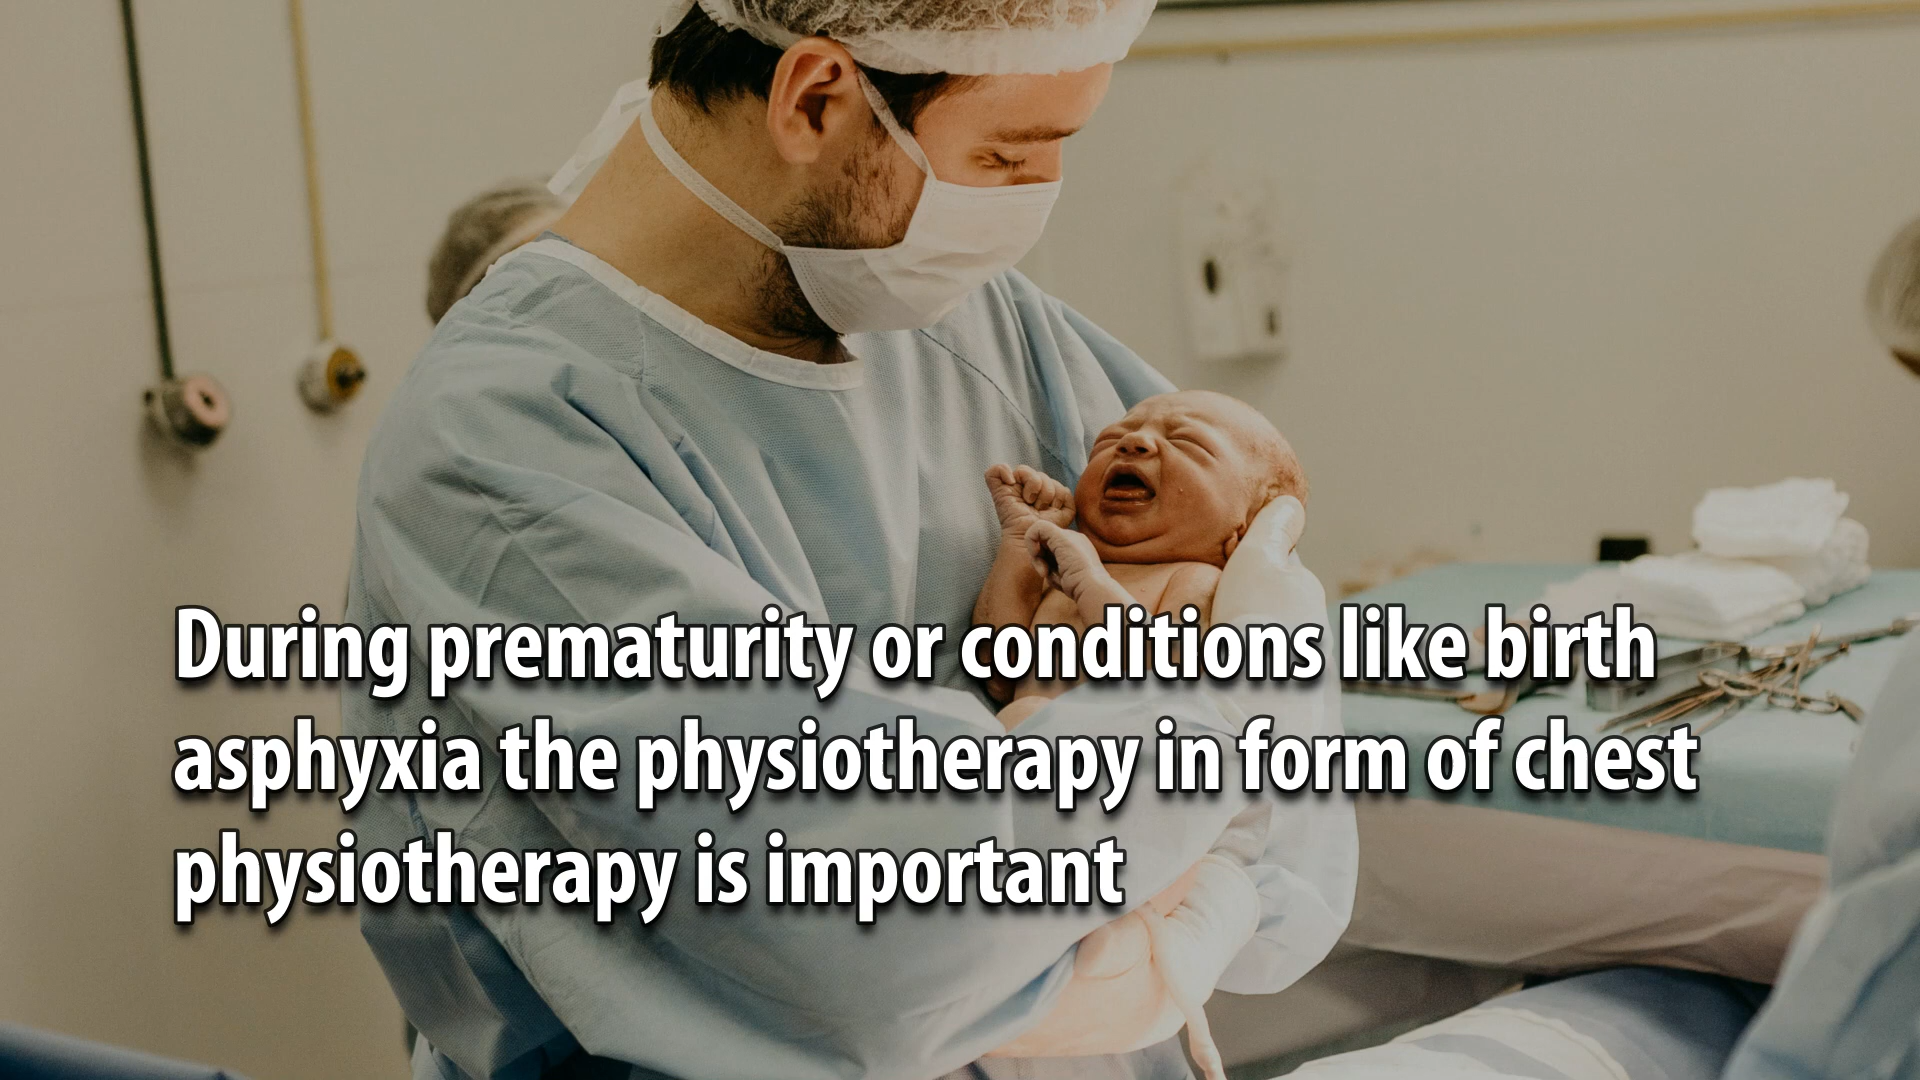 During prematurity or conditions like birth
asphyxia the physiotherapy in form of chest
physiotherapy is important